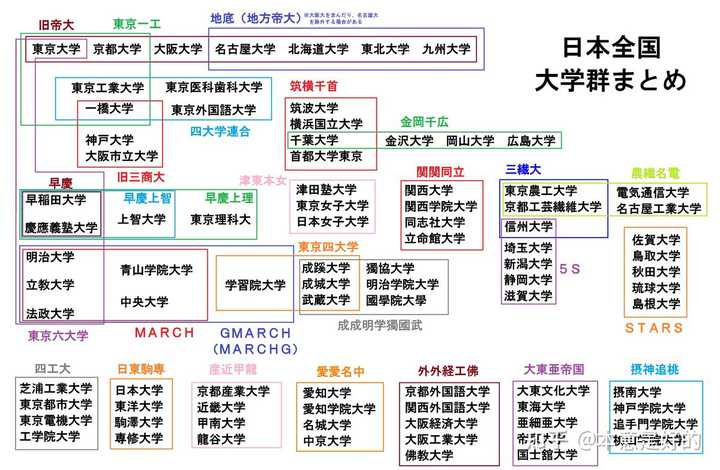 旧帝大
東京一工
地底（地方帝大）
※大阪大を含んだり、名古屋大
を除外する場合がある
日本全国
大学群まとめ
東京大学 京都大学 大阪大学 名古屋大学 北海道大学 東北大学 九州大学
東京工業大学 東京医科歯科大学
一橋大学 東京外国語大学
四大学連合
神戸大学
大阪市立大学
旧三商大
筑横千首
筑波大学
横浜国立大学
千葉大学 金沢大学 岡山大学 広島大学
首都大学東京
金岡千広
早慶
早慶上智
早慶上理
早稲田大学
慶應義塾大学
上智大学
東京理科大
津東本女
津田塾大学
東京女子大学
日本女子大学
関関同立
関西大学
関西学院大学
同志社大学
立命館大学
三繊大
農繊名電
東京農工大学
京都工芸繊維大学
信州大学
電気通信大学
名古屋工業大学
埼玉大学
新潟大学
静岡大学
滋賀大学
５Ｓ
佐賀大学
鳥取大学
秋田大学
琉球大学
島根大学
ＳＴＡＲＳ
明治大学
立教大学
法政大学
青山学院大学
中央大学
学習院大学
東京六大学
ＭＡＲＣＨ
ＧＭＡＲＣＨ
（ＭＡＲＣＨＧ）
東京四大学
成蹊大学
成城大学
武蔵大学
獨協大学
明治学院大学
國學院大學
成成明学獨國武
四工大
芝浦工業大学
東京都市大学
東京電機大学
工学院大学
日東駒専
日本大学
東洋大学
駒澤大学
専修大学
産近甲龍
京都産業大学
近畿大学
甲南大学
龍谷大学
愛愛名中
愛知大学
愛知学院大学
名城大学
中京大学
外外経工佛
京都外国語大学
関西外国語大学
大阪経済大学
大阪工業大学
佛教大学
大東亜帝国
大東文化大学
東海大学
亜細亜大学
帝京大学
国士館大学
摂神追桃
摂南大学
神戸学院大学
追手門学院大学
知乎 @本愈是好的